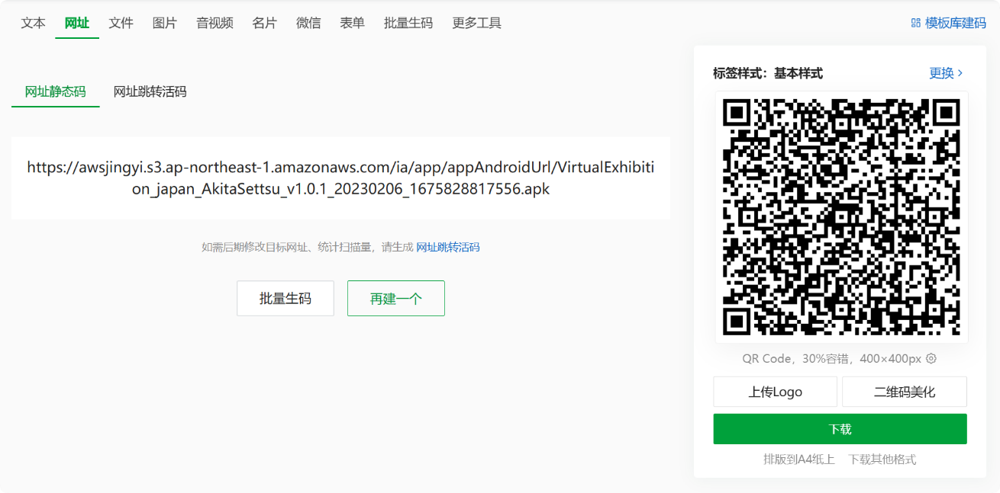 文本 网址 文件 图片 音视频 名片 微信 表单 批量生码 更多工具
模板库建码
网址静态码 网址跳转活码
https://awsjingyi.s3.ap-northeast-1.amazonaws.com/ia/app/appAndroidUrl/VirtualExhibiti
on_japan_AkitaSettsu_v1.0.1_20230206_1675828817556.apk
如需后期修改目标网址、统计扫描量，请生成 网址跳转活码
批量生码 再建一个
标签样式：基本样式 更换
QR Code，30%容错，400×400px
上传Logo 二维码美化
下载
排版到A4纸上 下载其他格式